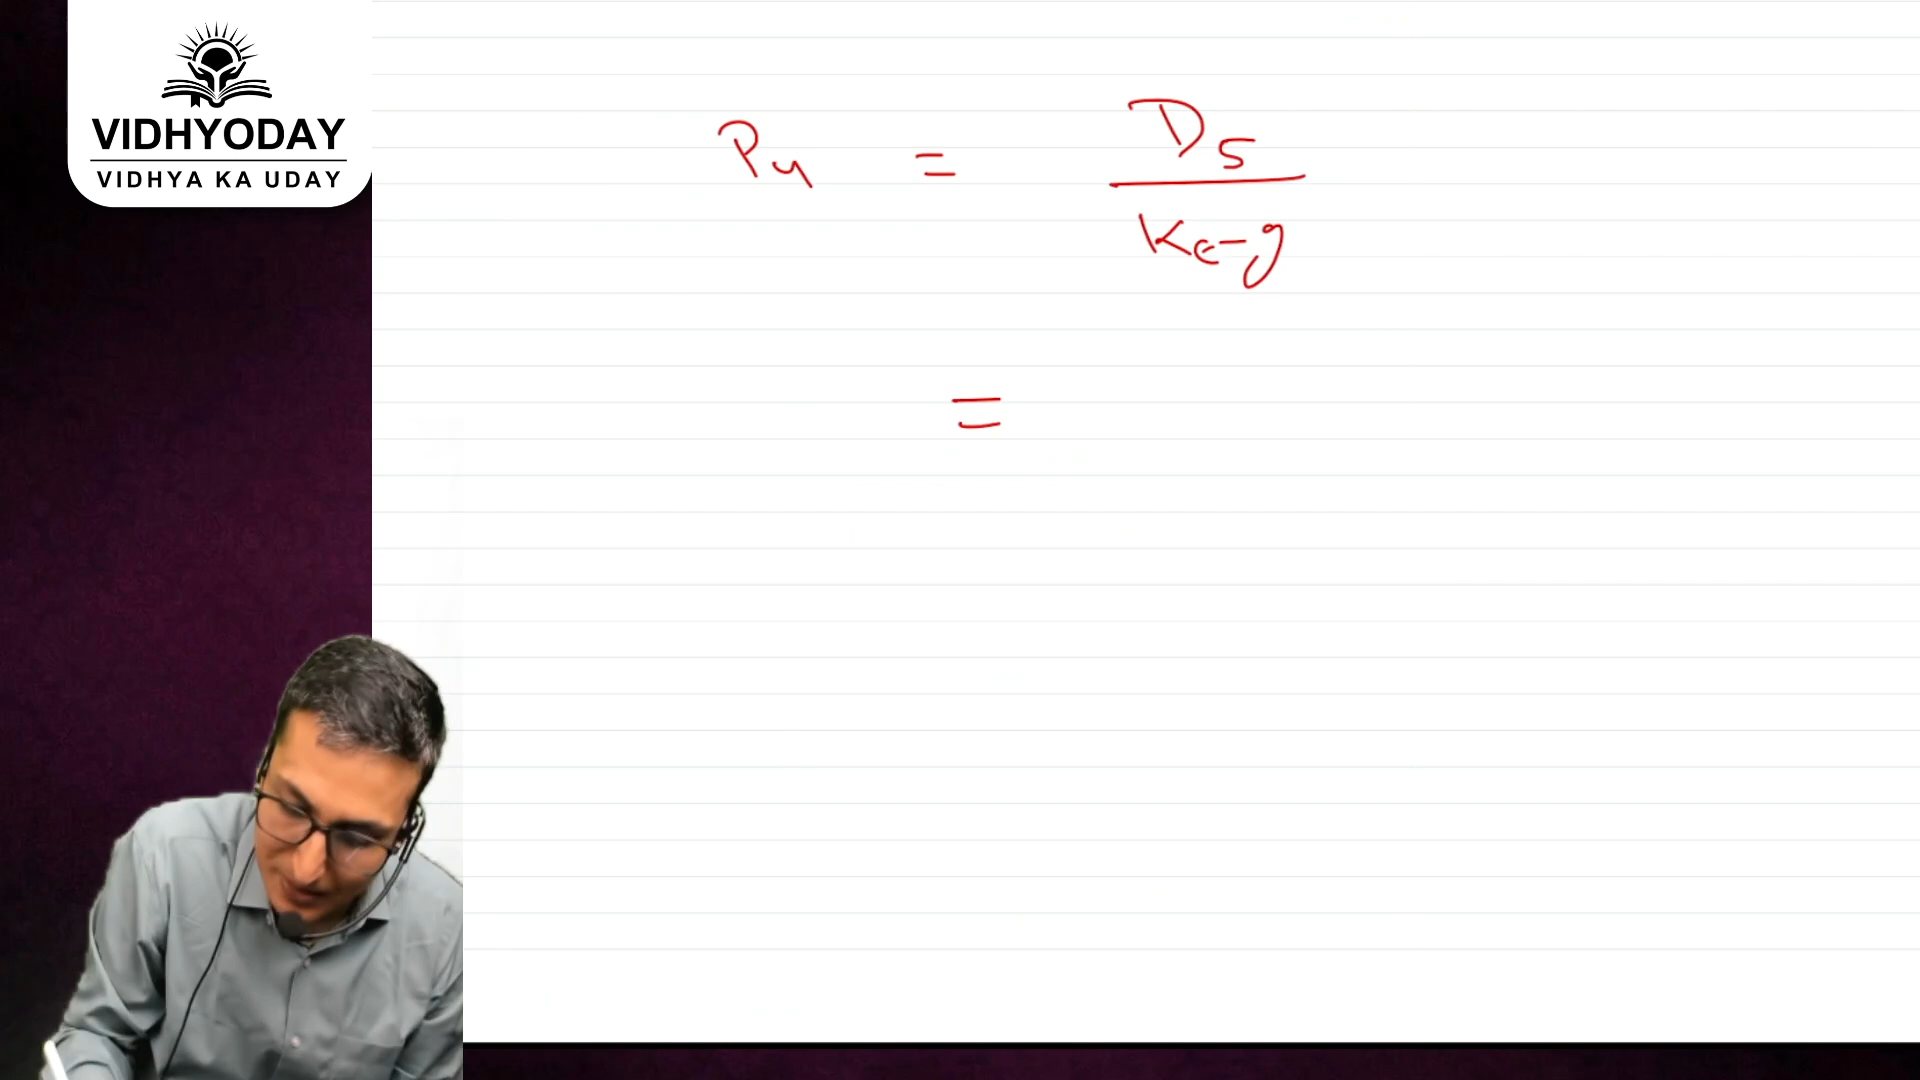 VIDHYODAY
VIDHYA KA UDAY
P4 = D5
Ke-g
=